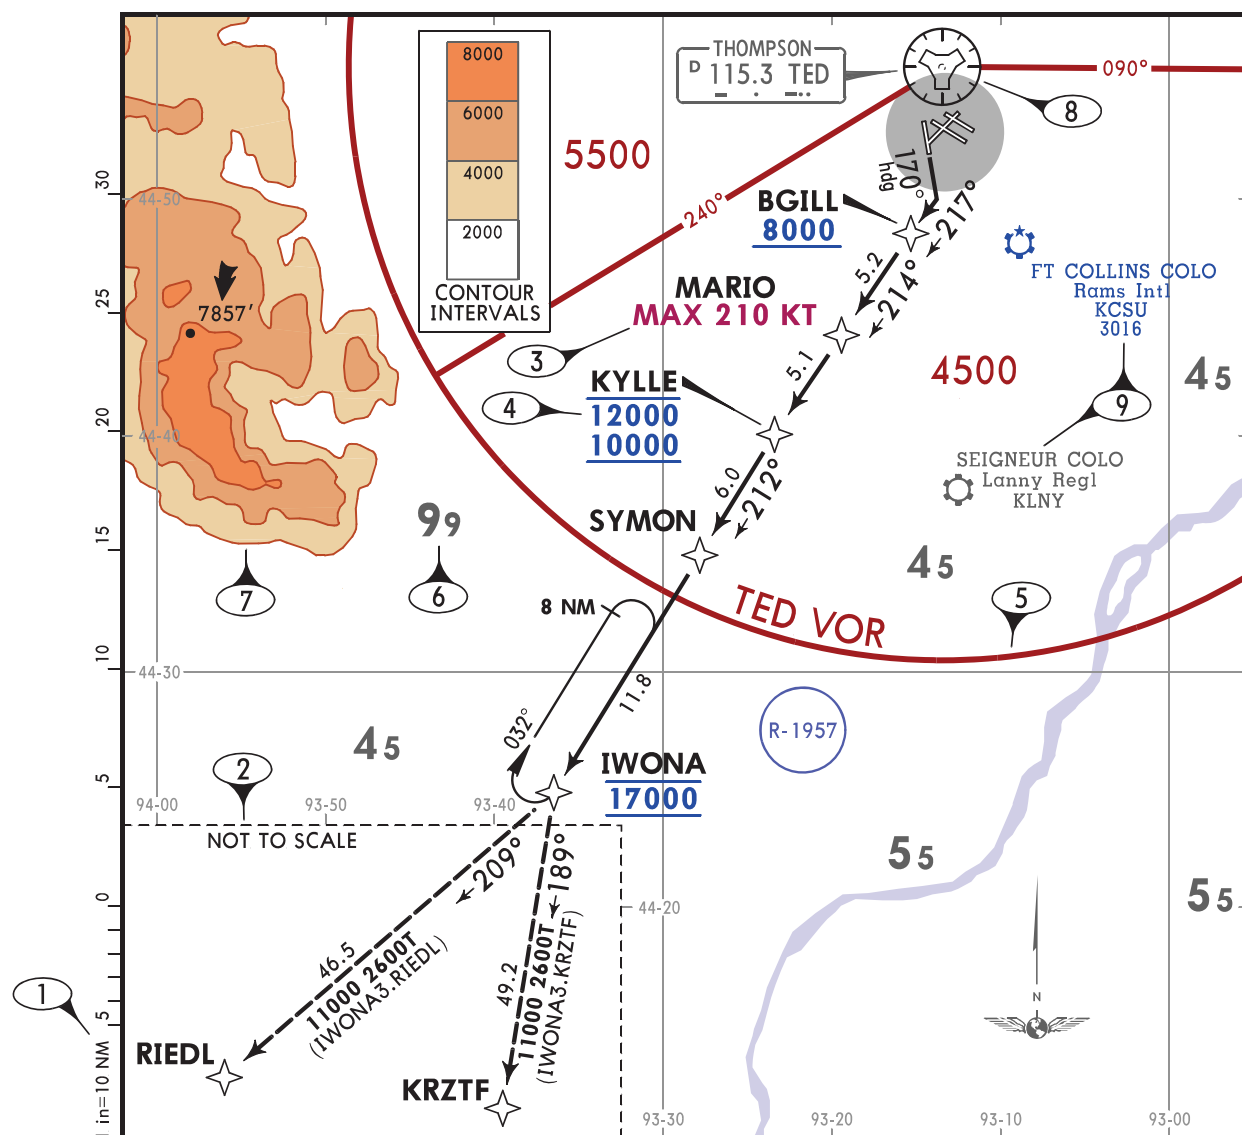 8000
6000
4000
2000
CONTOUR
INTERVALS
THOMPSON
D 115.3 TED
090°
8
5500
240°
170°
hdg
BGILL
8000
217°
5.2
214°
MARIO
MAX 210 KT
3
FT COLLINS COLO
Rams Intl
KCSU
3016
4500
45
9
5.1
KYLLE
12000
10000
4
SEIGNEUR COLO
Lanny Regl
KLNY
6.0
212°
SYMON
99
6
7
7857'
30
44-50
25
20
44-40
15
45
5
TED VOR
8 NM
10
44-30
11.8
032°
45
2
R-1957
IWONA
17000
5
94-00
93-50
93-40
NOT TO SCALE
209°
189°
55
44-20
55
0
46.5
11000 2600T
(IWONA3.RIEDL)
49.2
11000 2600T
(IWONA3.KRZTF)
1
5
RIEDL
KRZTF
N
in=10 NM
93-30
93-20
93-10
93-00